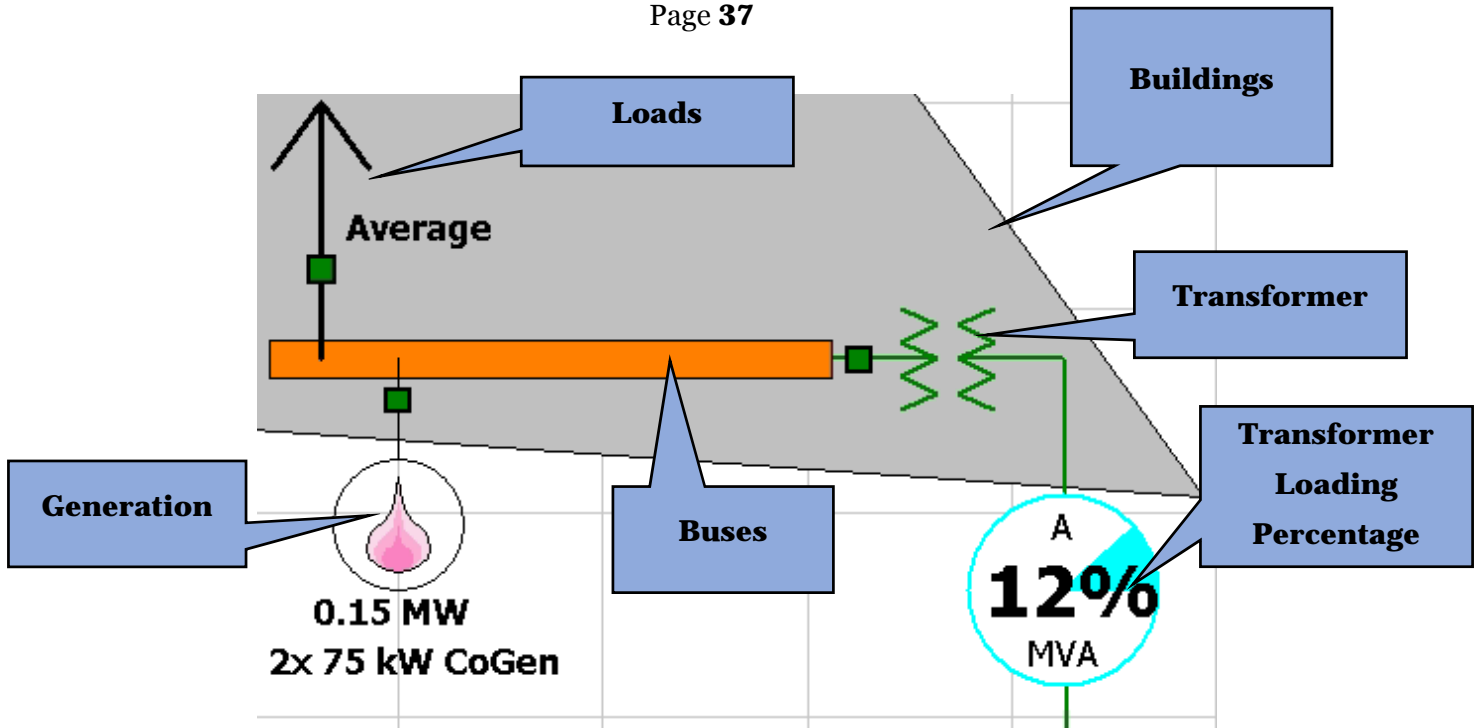 Page 37
Buildings
Loads
Average
Transformer
Transformer
Loading
Percentage
Generation
Buses
A
12%
MVA
0.15 MW
2x 75 kW CoGen